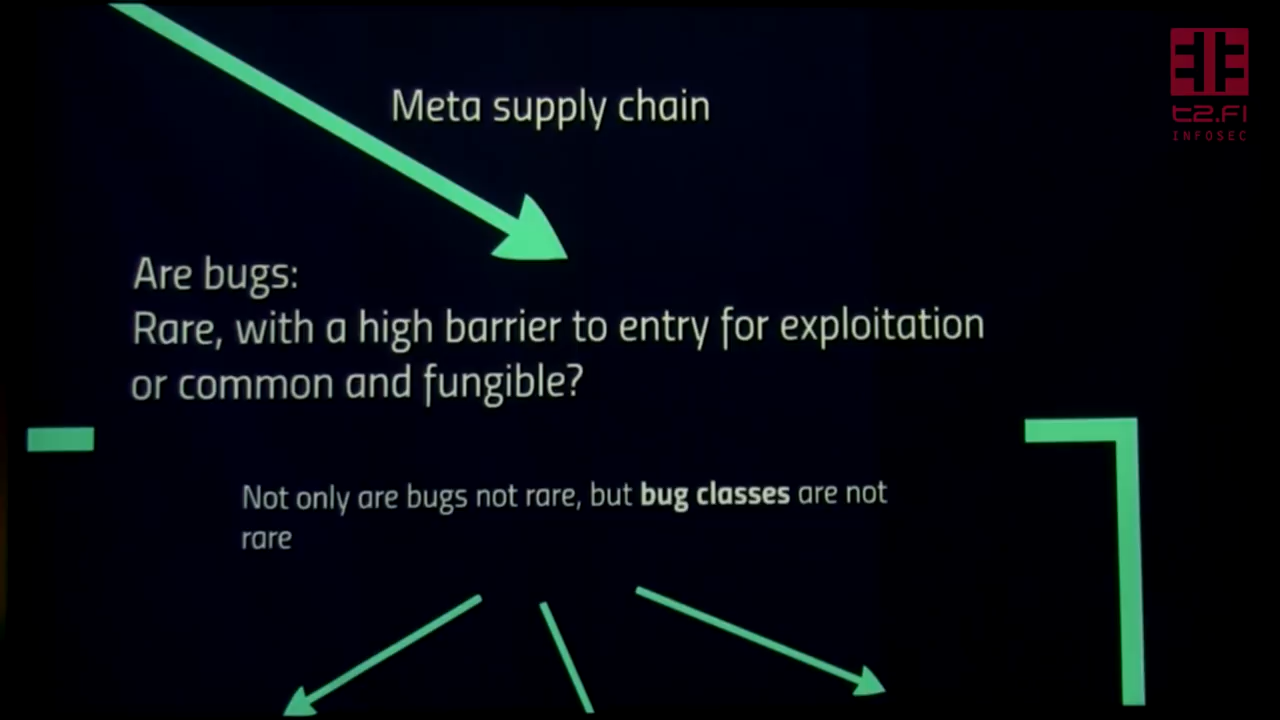 Meta supply chain
t2.FI
INFOSEC
Are bugs:
Rare, with a high barrier to entry for exploitation
or common and fungible?
Not only are bugs not rare, but bug classes are not
rare